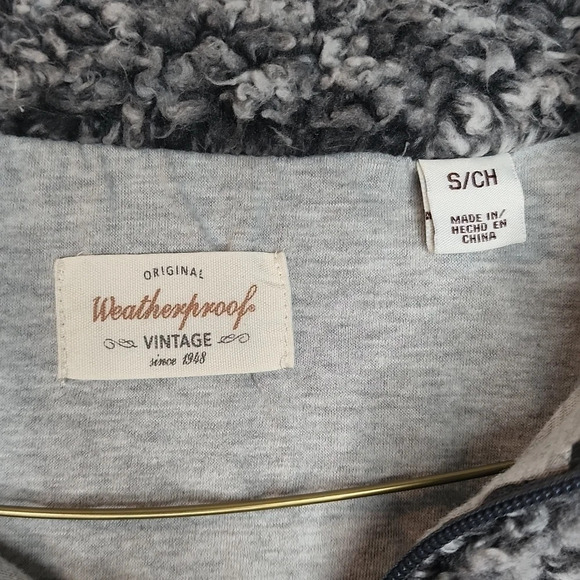 ORIGINAL
Weatherproof®
VINTAGE
since 1948
S/CH
MADE IN/
HECHO EN
CHINA